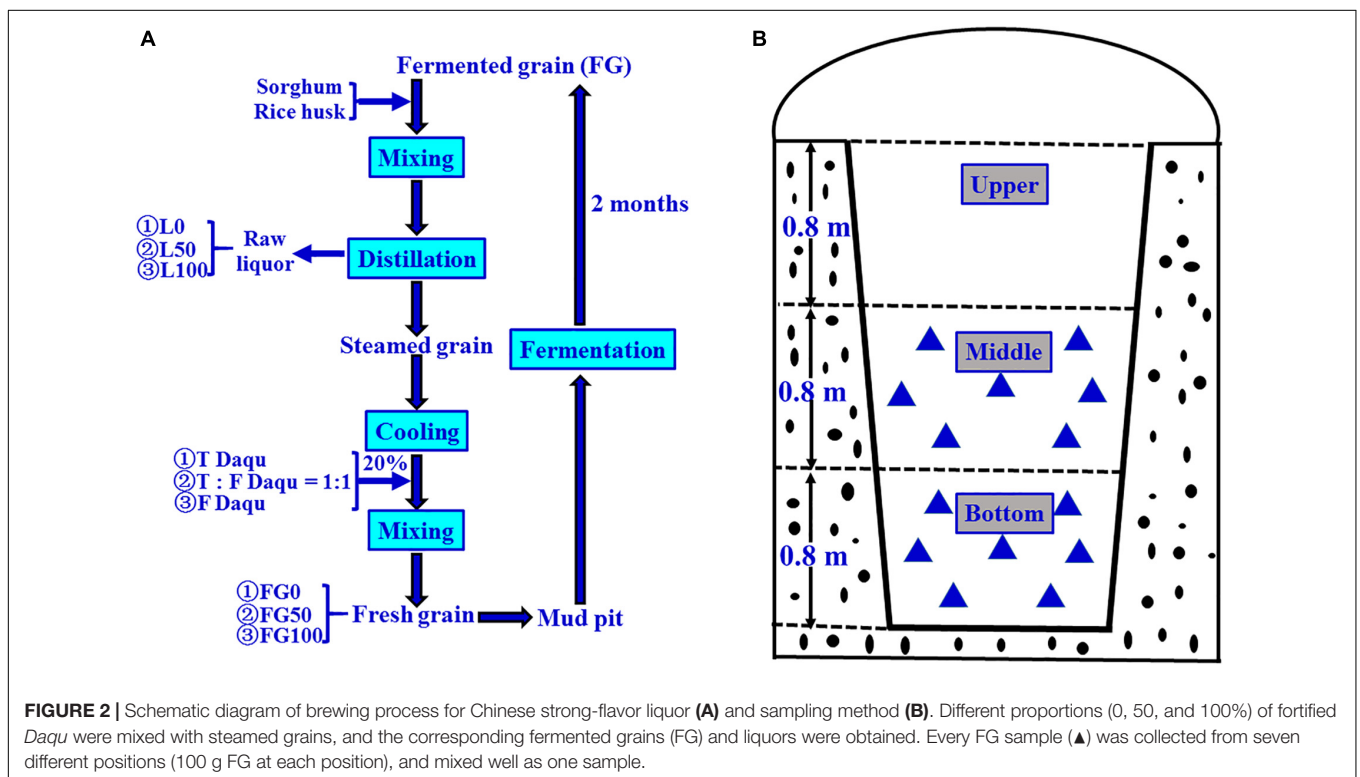 A
Fermented grain (FG)
Sorghum
Rice husk
Mixing
2 months
①L0
②L50
③L100
Raw
liquor
Distillation
Steamed grain
Fermentation
Cooling
①T Daqu
②T : F Daqu = 1:1
③F Daqu
20%
Mixing
①FG0
②FG50
③FG100
Fresh grain
Mud pit
B
Upper
0.8 m
Middle
0.8 m
Bottom
0.8 m
FIGURE 2 | Schematic diagram of brewing process for Chinese strong-flavor liquor (A) and sampling method (B). Different proportions (0, 50, and 100%) of fortified
Daqu were mixed with steamed grains, and the corresponding fermented grains (FG) and liquors were obtained. Every FG sample (▲) was collected from seven
different positions (100 g FG at each position), and mixed well as one sample.